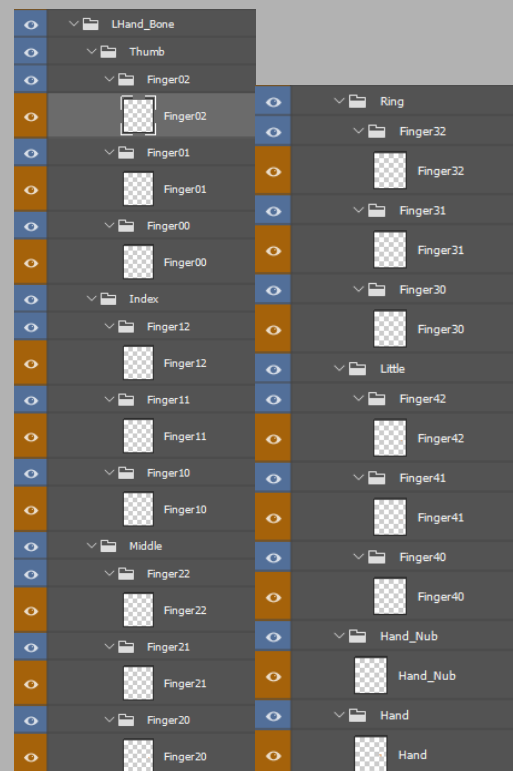 LHand_Bone
Thumb
Finger02
Finger02
Finger01
Finger01
Finger00
Finger00
Index
Finger12
Finger12
Finger11
Finger11
Finger10
Finger10
Middle
Finger22
Finger22
Finger21
Finger21
Finger20
Finger20
Ring
Finger32
Finger32
Finger31
Finger31
Finger30
Finger30
Little
Finger42
Finger42
Finger41
Finger41
Finger40
Finger40
Hand_Nub
Hand_Nub
Hand
Hand